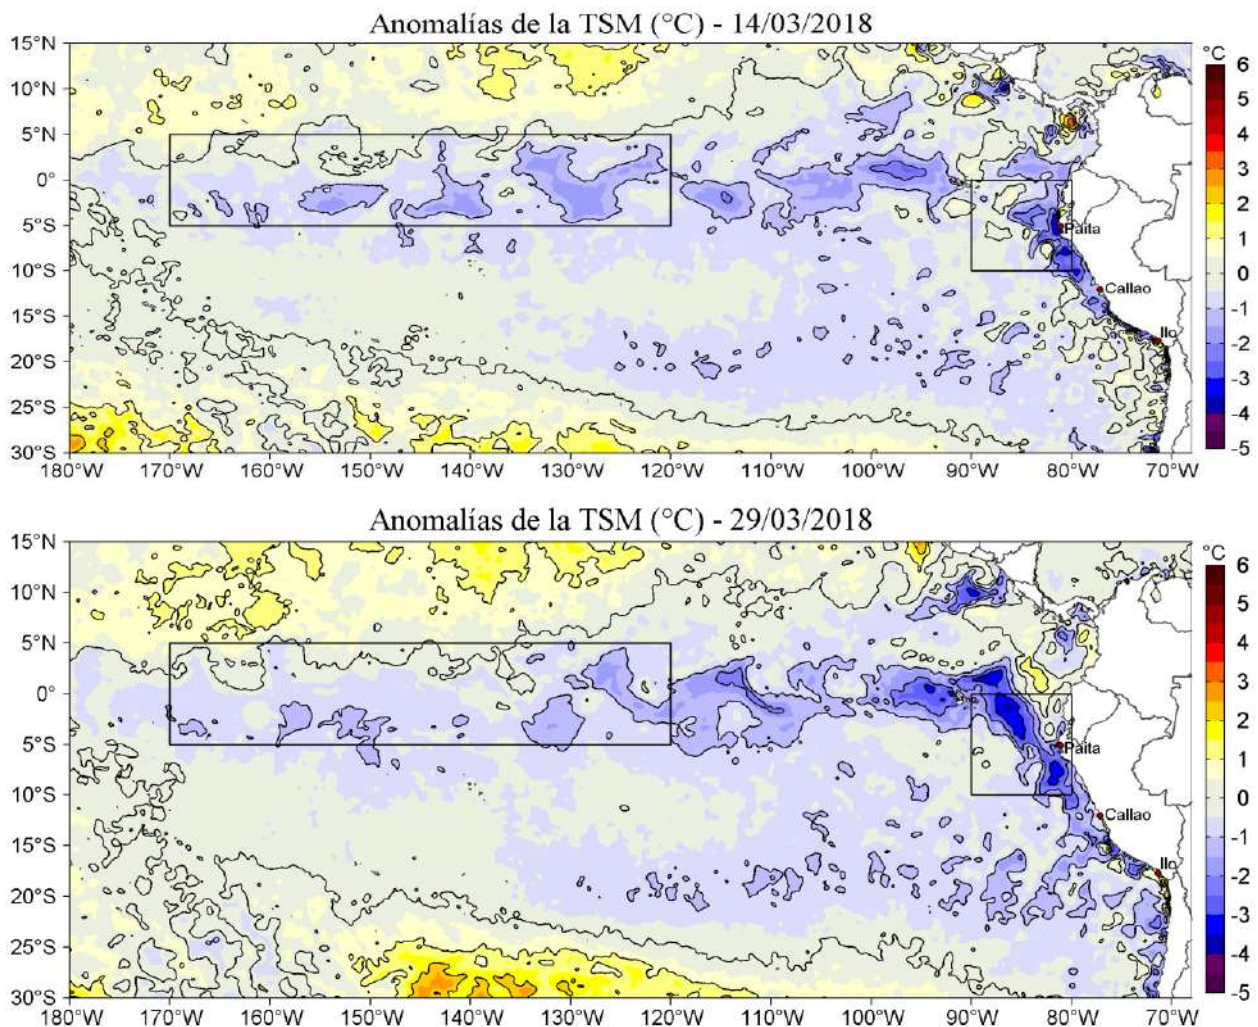 Anomalías de la TSM (°C) - 14/03/2018
15°N
10°N
5°N
0°
5°S
10°S
15°S
20°S
25°S
30°S
180°W 170°W 160°W 150°W 140°W 130°W 120°W 110°W 100°W 90°W 80°W 70°W
Paita
Callao
Ilo
°C
6
5
4
3
2
1
0
-1
-2
-3
-4
-5
Anomalías de la TSM (°C) - 29/03/2018
15°N
10°N
5°N
0°
5°S
10°S
15°S
20°S
25°S
30°S
180°W 170°W 160°W 150°W 140°W 130°W 120°W 110°W 100°W 90°W 80°W 70°W
Paita
Callao
Ilo
°C
6
5
4
3
2
1
0
-1
-2
-3
-4
-5